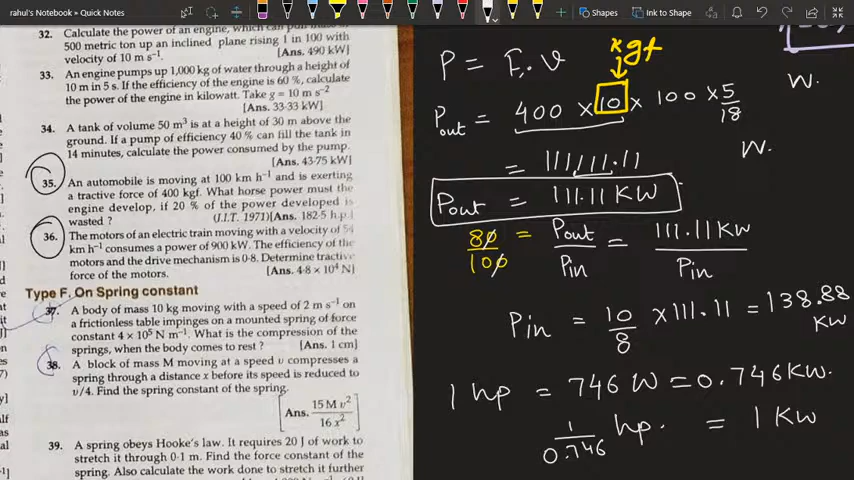 rahul's Notebook » Quick Notes
Shapes
Ink to Shape
32. Calculate the power of an engine, which can pull
500 metric ton up an inclined plane rising 1 in 100 with
velocity of 10 m s⁻¹. [Ans. 490 kW]
33. An engine pumps up 1,000 kg of water through a height of
10 m in 5 s. If the efficiency of the engine is 60 %, calculate
the power of the engine in kilowatt. Take g = 10 m s⁻²
[Ans. 33·33 kW]
34. A tank of volume 50 m³ is at a height of 30 m above the
ground. If a pump of efficiency 40 % can fill the tank in
14 minutes, calculate the power consumed by the pump.
[Ans. 43·75 kW]
35. An automobile is moving at 100 km h⁻¹ and is exerting
a tractive force of 400 kgf. What horse power must the
engine develop, if 20 % of the power developed is
wasted ? (J.I.T. 1971)[Ans. 182·5 h.p.]
36. The motors of an electric train moving with a velocity of 54
km h⁻¹ consumes a power of 900 kW. The efficiency of the
motors and the drive mechanism is 0·8. Determine tractive
force of the motors. [Ans. 4·8 × 10⁴ N]
Type F. On Spring constant
37. A body of mass 10 kg moving with a speed of 2 m s⁻¹ on
a frictionless table impinges on a mounted spring of force
constant 4 × 10⁵ N m⁻¹. What is the compression of the
springs, when the body comes to rest ? [Ans. 1 cm]
38. A block of mass M moving at a speed υ compresses a
spring through a distance x before its speed is reduced to
υ/4. Find the spring constant of the spring.
[Ans. 15 M υ² / 16 x²]
39. A spring obeys Hooke's law. It requires 20 J of work to
stretch it through 0·1 m. Find the force constant of the
spring. Also calculate the work done to stretch it further
kgf
P = F. v
Pout = 400 × 10 × 100 × 5/18 W.
= 111,111.11 W.
Pout = 111.11 KW
80/100 = Pout/Pin = 111.11 KW/Pin
Pin = 10/8 × 111.11 = 138.88 KW
1 hp = 746 W = 0.746 KW.
1/0.746 hp. = 1 KW